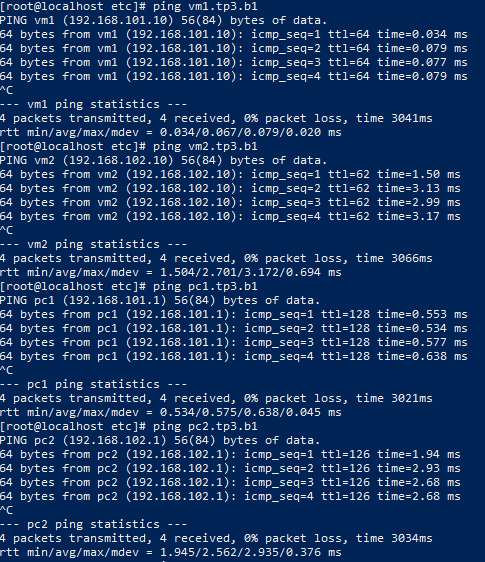 [root@localhost etc]# ping vm1.tp3.b1
PING vm1 (192.168.101.10) 56(84) bytes of data.
64 bytes from vm1 (192.168.101.10): icmp_seq=1 ttl=64 time=0.034 ms
64 bytes from vm1 (192.168.101.10): icmp_seq=2 ttl=64 time=0.079 ms
64 bytes from vm1 (192.168.101.10): icmp_seq=3 ttl=64 time=0.077 ms
64 bytes from vm1 (192.168.101.10): icmp_seq=4 ttl=64 time=0.079 ms
^C
--- vm1 ping statistics ---
4 packets transmitted, 4 received, 0% packet loss, time 3041ms
rtt min/avg/max/mdev = 0.034/0.067/0.079/0.020 ms
[root@localhost etc]# ping vm2.tp3.b1
PING vm2 (192.168.102.10) 56(84) bytes of data.
64 bytes from vm2 (192.168.102.10): icmp_seq=1 ttl=62 time=1.50 ms
64 bytes from vm2 (192.168.102.10): icmp_seq=2 ttl=62 time=3.13 ms
64 bytes from vm2 (192.168.102.10): icmp_seq=3 ttl=62 time=2.99 ms
64 bytes from vm2 (192.168.102.10): icmp_seq=4 ttl=62 time=3.17 ms
^C
--- vm2 ping statistics ---
4 packets transmitted, 4 received, 0% packet loss, time 3066ms
rtt min/avg/max/mdev = 1.504/2.701/3.172/0.694 ms
[root@localhost etc]# ping pc1.tp3.b1
PING pc1 (192.168.101.1) 56(84) bytes of data.
64 bytes from pc1 (192.168.101.1): icmp_seq=1 ttl=128 time=0.553 ms
64 bytes from pc1 (192.168.101.1): icmp_seq=2 ttl=128 time=0.534 ms
64 bytes from pc1 (192.168.101.1): icmp_seq=3 ttl=128 time=0.577 ms
64 bytes from pc1 (192.168.101.1): icmp_seq=4 ttl=128 time=0.638 ms
^C
--- pc1 ping statistics ---
4 packets transmitted, 4 received, 0% packet loss, time 3021ms
rtt min/avg/max/mdev = 0.534/0.575/0.638/0.045 ms
[root@localhost etc]# ping pc2.tp3.b1
PING pc2 (192.168.102.1) 56(84) bytes of data.
64 bytes from pc2 (192.168.102.1): icmp_seq=1 ttl=126 time=1.94 ms
64 bytes from pc2 (192.168.102.1): icmp_seq=2 ttl=126 time=2.93 ms
64 bytes from pc2 (192.168.102.1): icmp_seq=3 ttl=126 time=2.68 ms
64 bytes from pc2 (192.168.102.1): icmp_seq=4 ttl=126 time=2.68 ms
^C
--- pc2 ping statistics ---
4 packets transmitted, 4 received, 0% packet loss, time 3034ms
rtt min/avg/max/mdev = 1.945/2.562/2.935/0.376 ms